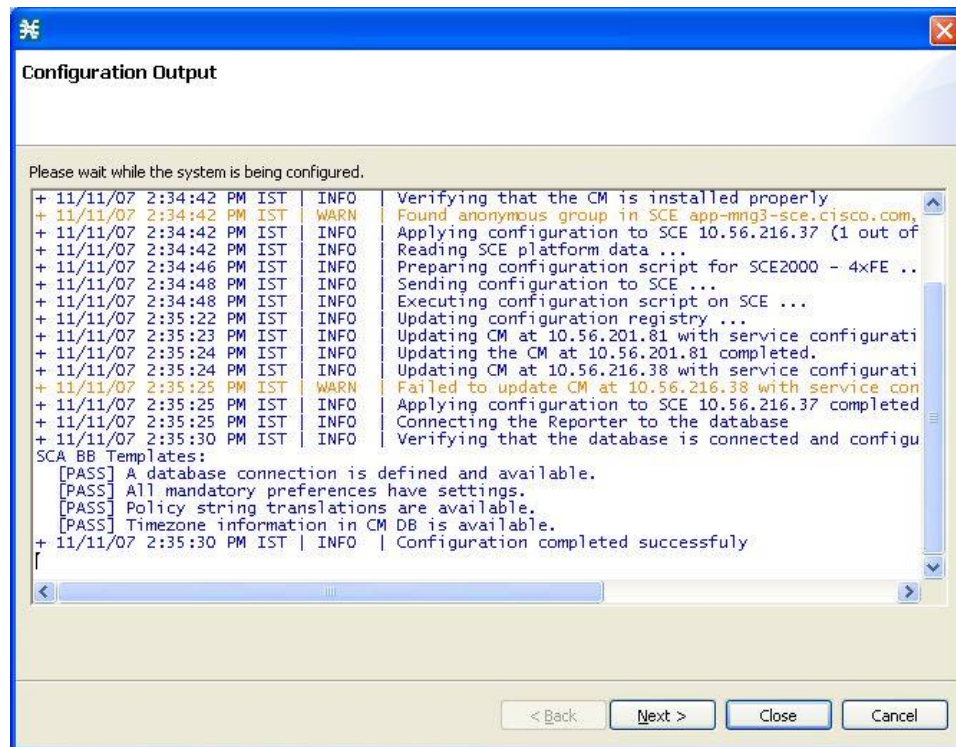 Configuration Output
Please wait while the system is being configured.
+ 11/11/07 2:34:42 PM IST | INFO | Verifying that the CM is installed properly
+ 11/11/07 2:34:42 PM IST | WARN | Found anonymous group in SCE app-mng3-sce.cisco.com,
+ 11/11/07 2:34:42 PM IST | INFO | Applying configuration to SCE 10.56.216.37 (1 out of
+ 11/11/07 2:34:42 PM IST | INFO | Reading SCE platform data ...
+ 11/11/07 2:34:46 PM IST | INFO | Preparing configuration script for SCE2000 - 4xFE ..
+ 11/11/07 2:34:48 PM IST | INFO | Sending configuration to SCE ...
+ 11/11/07 2:34:48 PM IST | INFO | Executing configuration script on SCE ...
+ 11/11/07 2:35:22 PM IST | INFO | Updating configuration registry ...
+ 11/11/07 2:35:23 PM IST | INFO | Updating CM at 10.56.201.81 with service configurati
+ 11/11/07 2:35:24 PM IST | INFO | Updating the CM at 10.56.201.81 completed.
+ 11/11/07 2:35:24 PM IST | INFO | Updating CM at 10.56.216.38 with service configurati
+ 11/11/07 2:35:25 PM IST | WARN | Failed to update CM at 10.56.216.38 with service con
+ 11/11/07 2:35:25 PM IST | INFO | Applying configuration to SCE 10.56.216.37 completed
+ 11/11/07 2:35:25 PM IST | INFO | Connecting the Reporter to the database
+ 11/11/07 2:35:30 PM IST | INFO | Verifying that the database is connected and configu
SCA BB Templates:
[PASS] A database connection is defined and available.
[PASS] All mandatory preferences have settings.
[PASS] Policy string translations are available.
[PASS] Timezone information in CM DB is available.
+ 11/11/07 2:35:30 PM IST | INFO | Configuration completed successfuly
< Back Next > Close Cancel